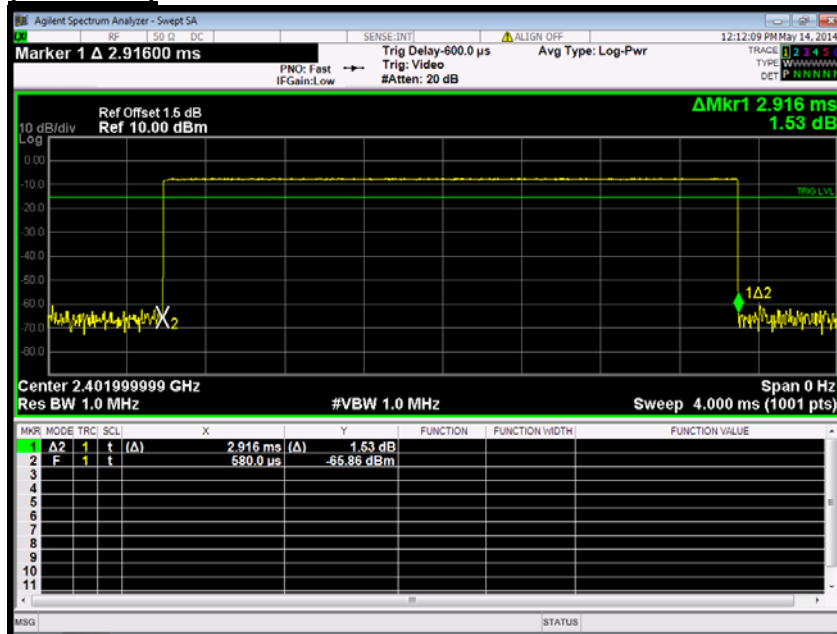 Agilent Spectrum Analyzer - Swept SA
RF 50 Ω DC SENSE:INT ALIGN OFF 12:12:09 PM May 14, 2014
Marker 1 Δ 2.91600 ms
PNO: Fast
IFGain:Low
Trig Delay-600.0 µs
Trig: Video
#Atten: 20 dB
Avg Type: Log-Pwr
TRACE 1 2 3 4 5 6
TYPE W
DET P N N N N
ΔMkr1 2.916 ms
1.53 dB
Ref Offset 1.5 dB
10 dB/div Ref 10.00 dBm
Log
0.00
-10.0
TRIG LVL
-20.0
-30.0
-40.0
-50.0
-60.0
1Δ2
2
-70.0
-80.0
Center 2.401999999 GHz Span 0 Hz
Res BW 1.0 MHz #VBW 1.0 MHz Sweep 4.000 ms (1001 pts)
MKR MODE TRC SCL X Y FUNCTION FUNCTION WIDTH FUNCTION VALUE
1 Δ2 1 t (Δ) 2.916 ms (Δ) 1.53 dB
2 F 1 t 580.0 µs -65.86 dBm
3
4
5
6
7
8
9
10
11
MSG STATUS